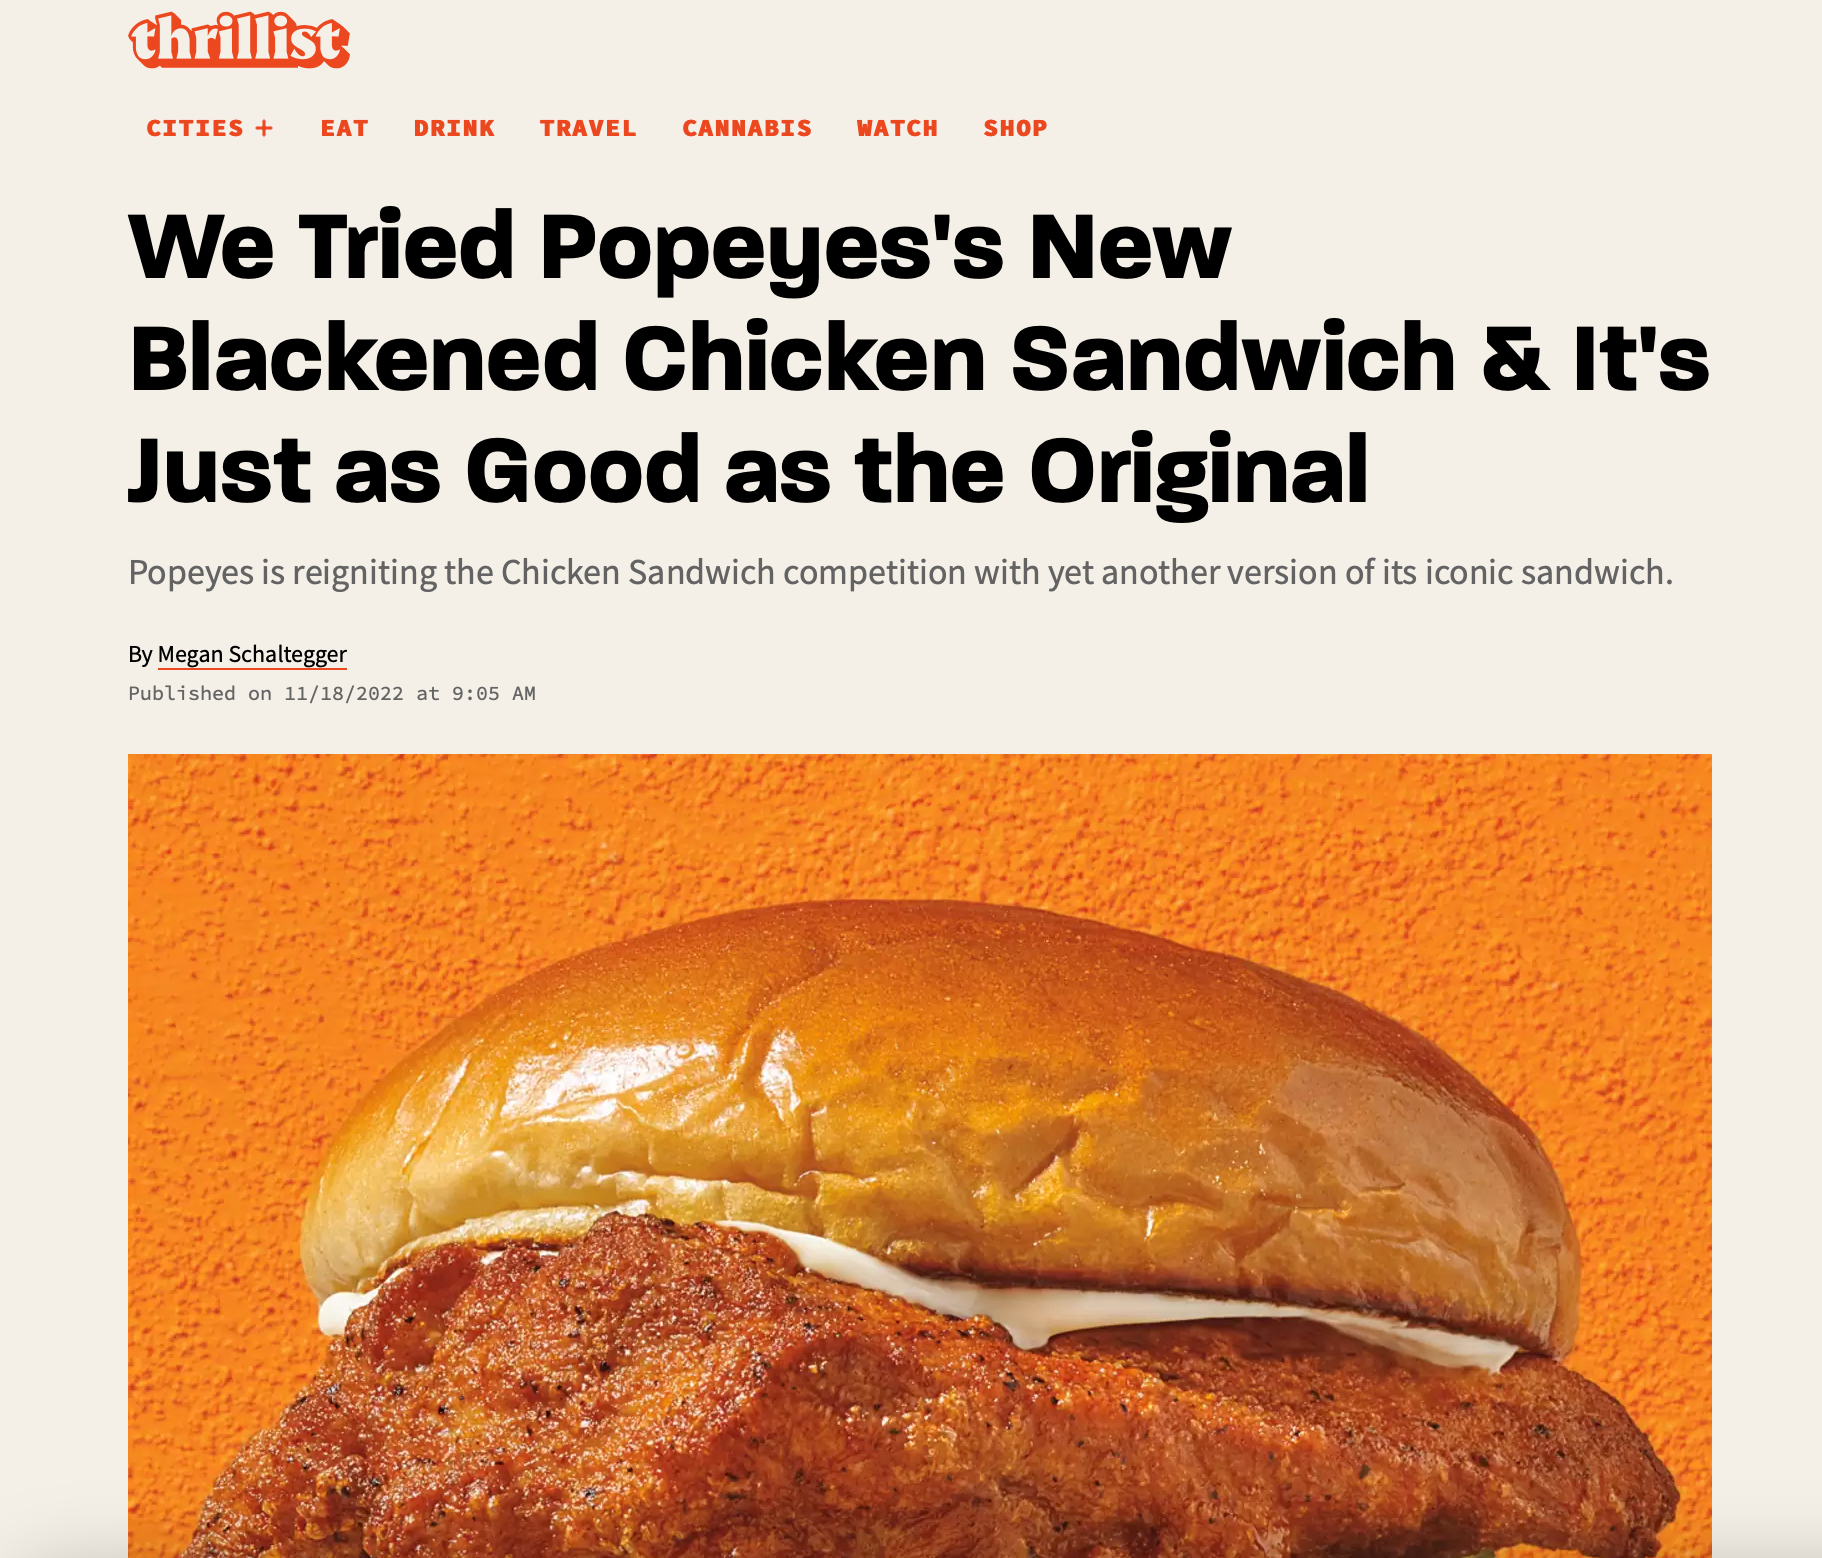 thrillist
CITIES + EAT DRINK TRAVEL CANNABIS WATCH SHOP
We Tried Popeyes's New
Blackened Chicken Sandwich & It's
Just as Good as the Original
Popeyes is reigniting the Chicken Sandwich competition with yet another version of its iconic sandwich.
By Megan Schaltegger
Published on 11/18/2022 at 9:05 AM